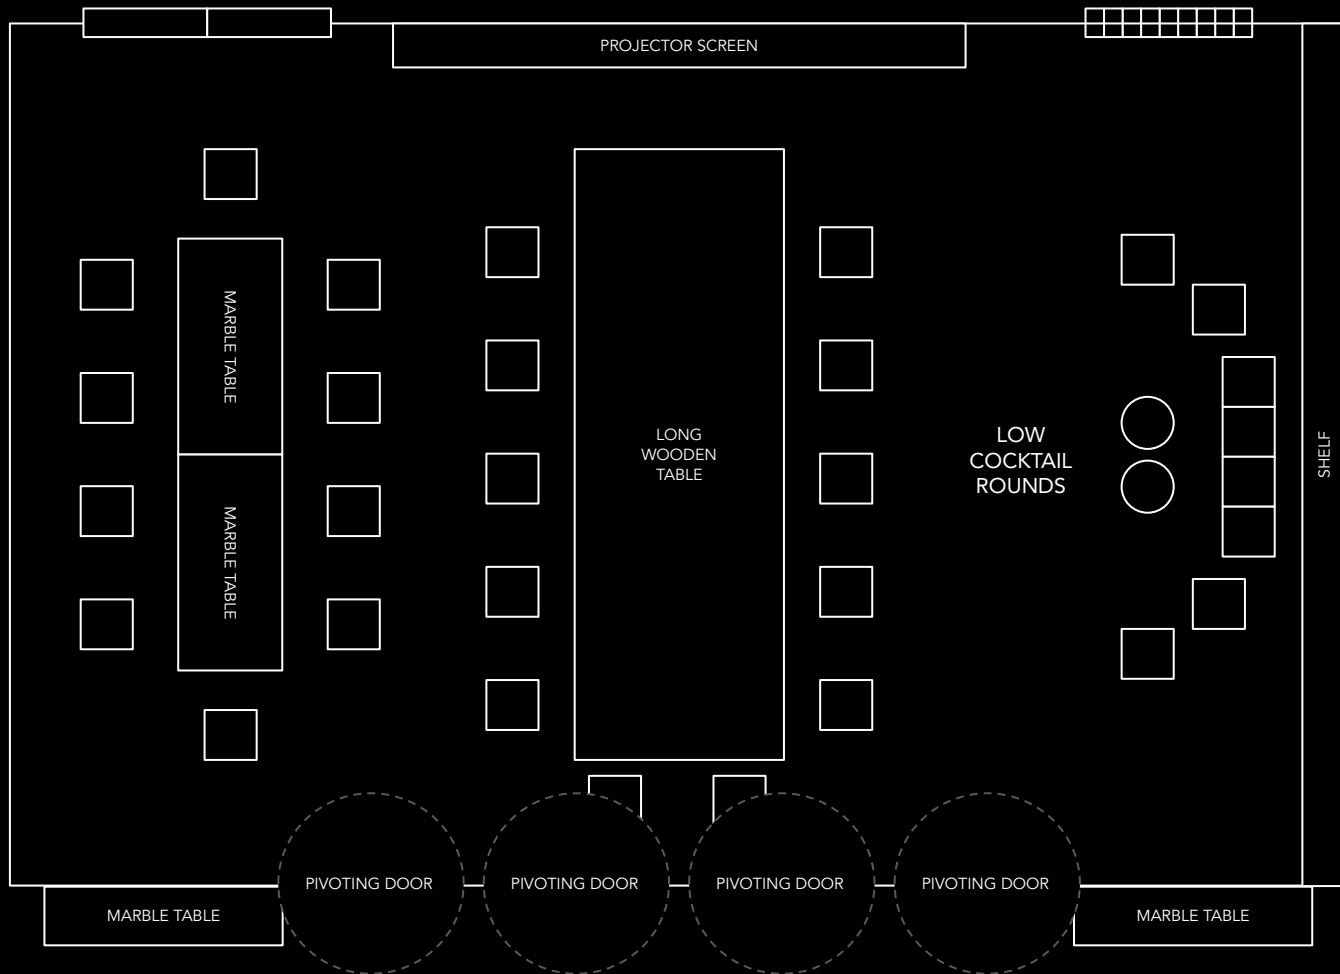 PROJECTOR SCREEN
MARBLE TABLE
MARBLE TABLE
LONG
WOODEN
TABLE
LOW
COCKTAIL
ROUNDS
SHELF
PIVOTING DOOR
PIVOTING DOOR
PIVOTING DOOR
PIVOTING DOOR
MARBLE TABLE
MARBLE TABLE